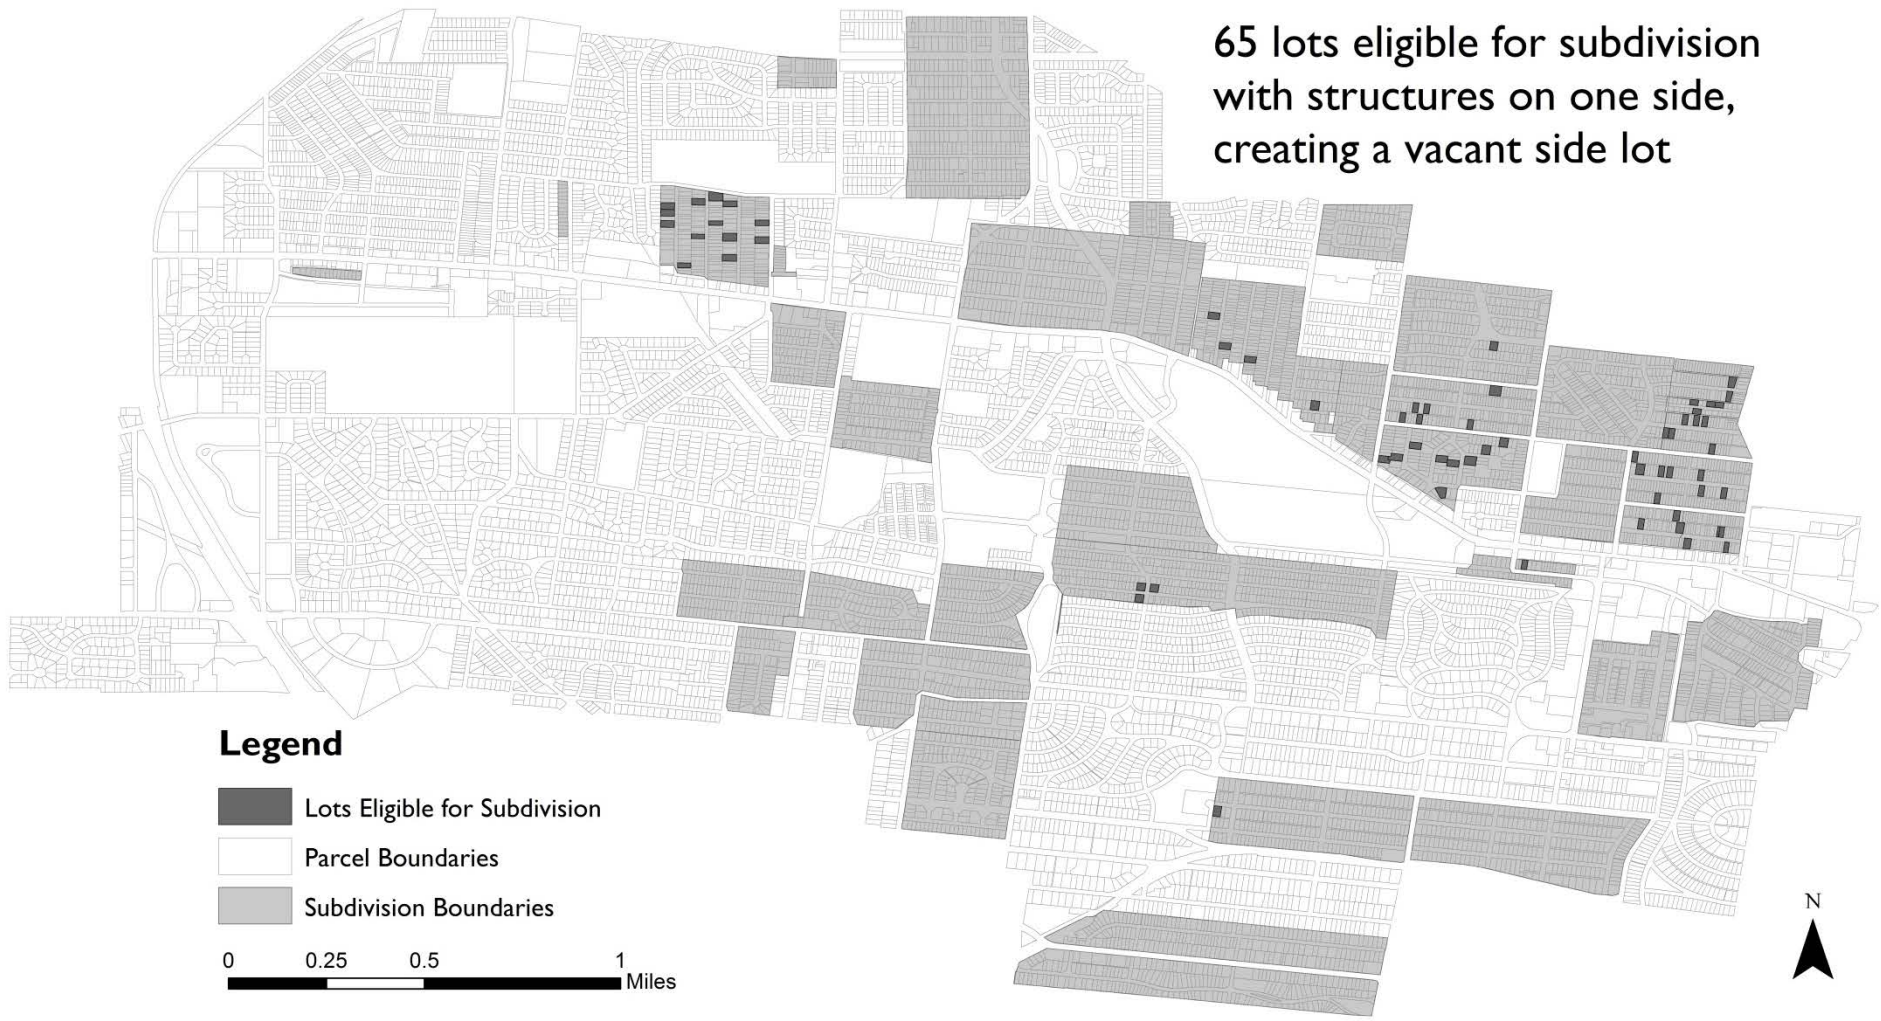 65 lots eligible for subdivision
with structures on one side,
creating a vacant side lot
Legend
Lots Eligible for Subdivision
Parcel Boundaries
Subdivision Boundaries
0 0.25 0.5 1
Miles
N